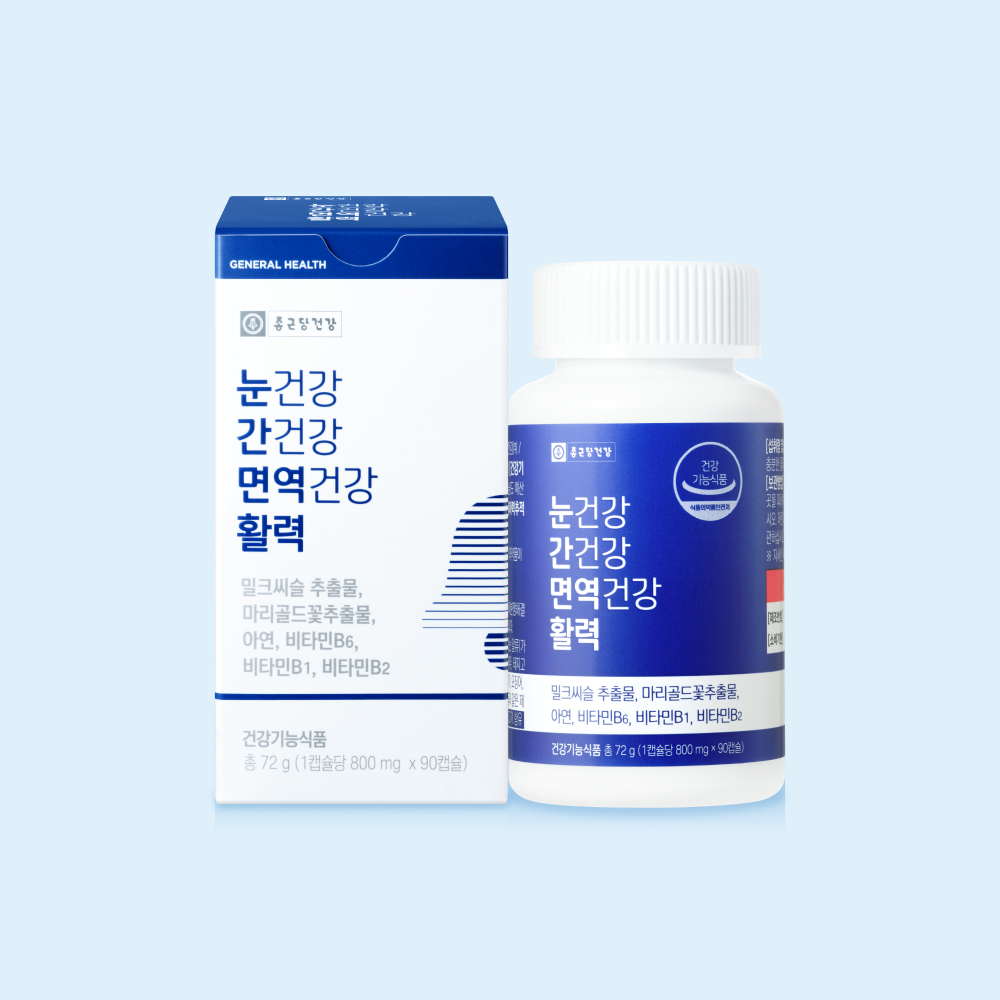 눈건강
면역건강
GENERAL HEALTH
종근당건강
눈건강
간건강
면역건강
활력
밀크씨슬 추출물,
마리골드꽃추출물,
아연, 비타민B6,
비타민B1, 비타민B2
건강기능식품
총 72 g (1캡슐당 800 mg x 90캡슐)
종근당건강
건강
기능식품
식품의약품안전처
눈건강
간건강
면역건강
활력
밀크씨슬 추출물, 마리골드꽃추출물,
아연, 비타민B6, 비타민B1, 비타민B2
건강기능식품 총 72 g (1캡슐당 800 mg × 90캡슐)